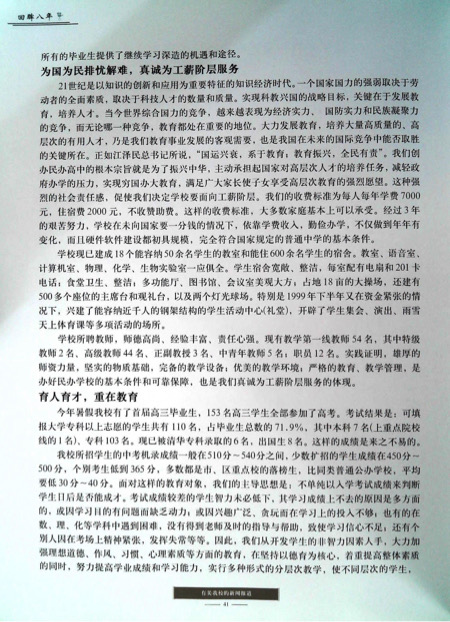 回眸八年
所有的毕业生提供了继续学习深造的机遇和途径。
为国为民排忧解难，真诚为工薪阶层服务
21世纪是以知识的创新和应用为重要特征的知识经济时代。一个国家国力的强弱取决于劳
动者的全面素质，取决于科技人才的数量和质量。实现科教兴国的战略目标，关键在于发展教
育，培养人才。当今世界综合国力的竞争，越来越表现为经济实力、国防实力和民族凝聚力
的竞争，而无论哪一种竞争，教育都处在重要的地位。大力发展教育，培养大量高质量的、高
层次的有用人才，乃是我们教育事业发展的客观需要，也是我国在未来的国际竞争中能否取胜
的关键所在。正如江泽民总书记所说，“国运兴衰，系于教育；教育振兴，全民有责”。我们创
办民办高中的根本宗旨就是为了振兴中华，主动承担起国家对高层次人才的培养任务，减轻政
府办学的压力，实现穷国办大教育，满足广大家长使子女享受高层次教育的强烈愿望。这种强
烈的社会责任感，促使我们决定学校要面向工薪阶层。我们的收费标准为每人每年学费7000
元，住宿费2000元，不收赞助费。这样的收费标准，大多数家庭基本上可以承受。经过3年
的艰苦努力，学校在未向国家要一分钱的情况下，依靠学费收入，勤俭办学，不仅做到年年有
变化，而且硬件软件建设都初具规模，完全符合国家规定的普通中学的基本条件。
学校现已建成18个能容纳50余名学生的教室和能住600余名学生的宿舍。教室、语音室、
计算机室、物理、化学、生物实验室一应俱全。学生宿舍宽敞、整洁，每室配有电扇和201卡
电话；食堂卫生、整洁；多功能厅、图书馆、会议室美观大方；占地18亩的大操场，还建有
500多个座位的主席台和观礼台，以及两个灯光球场。特别是1999年下半年又在资金紧张的情
况下，兴建了能容纳近千人的钢架结构的学生活动中心(礼堂)，开辟了学生集会、演出、雨雪
天上体育课等多项活动的场所。
学校所聘教师，师德高尚、经验丰富、责任心强。现有教学第一线教师54名，其中特级
教师2名、高级教师44名、正副教授3名、中青年教师5名；职员12名。实践证明，雄厚的
师资力量，坚实的物质基础，完备的教学设备；优美的教学环境；严格的教育、教学管理，是
办好民办学校的基本条件和可靠保障，也是我们真诚为工薪阶层服务的体现。
育人育才，重在教育
今年暑假我校有了首届高三毕业生，153名高三学生全部参加了高考。考试结果是：可填
报大学专科以上志愿的学生共有110名，占毕业生总数的71.9%，其中本科7名(上重点院校
线的1名)、专科103名。现已被清华专科录取的6名，出国生8名。这样的成绩是来之不易的。
我校所招学生的中考机录成绩一般在510分～540分之间，少数扩招的学生成绩在450分～
500分，个别考生低到365分，多数都是市、区重点校的落榜生，比同类普通公办学校，平均
要低30分～40分。面对这样的教育对象，我们的主导思想是：不单纯以入学考试成绩来判断
学生日后是否能成才。考试成绩较差的学生智力未必低下，其学习成绩上不去的原因是多方面
的，或因学习目的有问题而缺乏动力；或因兴趣广泛、贪玩而在学习上的投入不够；也有的在
数、理、化等学科中遇到困难，没有得到老师及时的指导与帮助，致使学习信心不足；还有个
别人因在考场上精神紧张，发挥失常等等。因此，我们从开发学生的非智力因素人手，大力加
强理想道德、作风、习惯、心理素质等方面的教育，在坚持以德育为核心，着重提高整体素质
的同时，努力提高学业成绩和学习能力，实行多种形式的分层次教学，使不同层次的学生，
有关我校的新闻报道
41